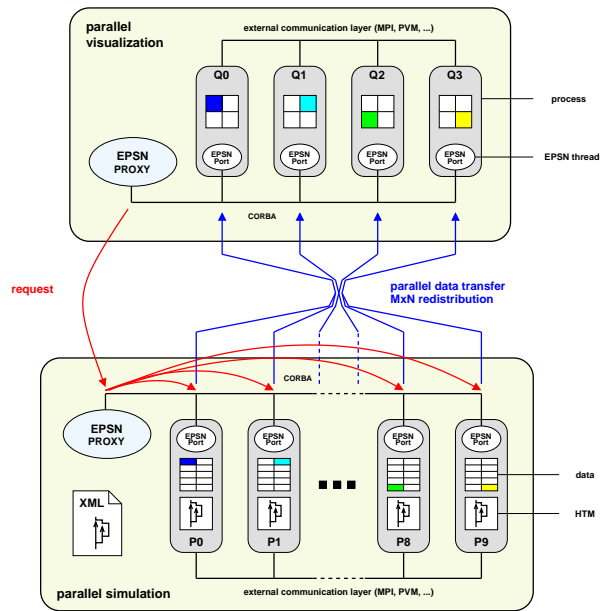 parallel
visualization
external communication layer (MPI, PVM, ...)
Q0
Q1
Q2
Q3
process
EPSN
PROXY
EPSN
Port
EPSN
Port
EPSN
Port
EPSN
Port
EPSN thread
CORBA
request
parallel data transfer
MxN redistribution
CORBA
EPSN
PROXY
EPSN
Port
EPSN
Port
EPSN
Port
EPSN
Port
data
XML
HTM
P0
P1
P8
P9
parallel simulation
external communication layer (MPI, PVM, ...)